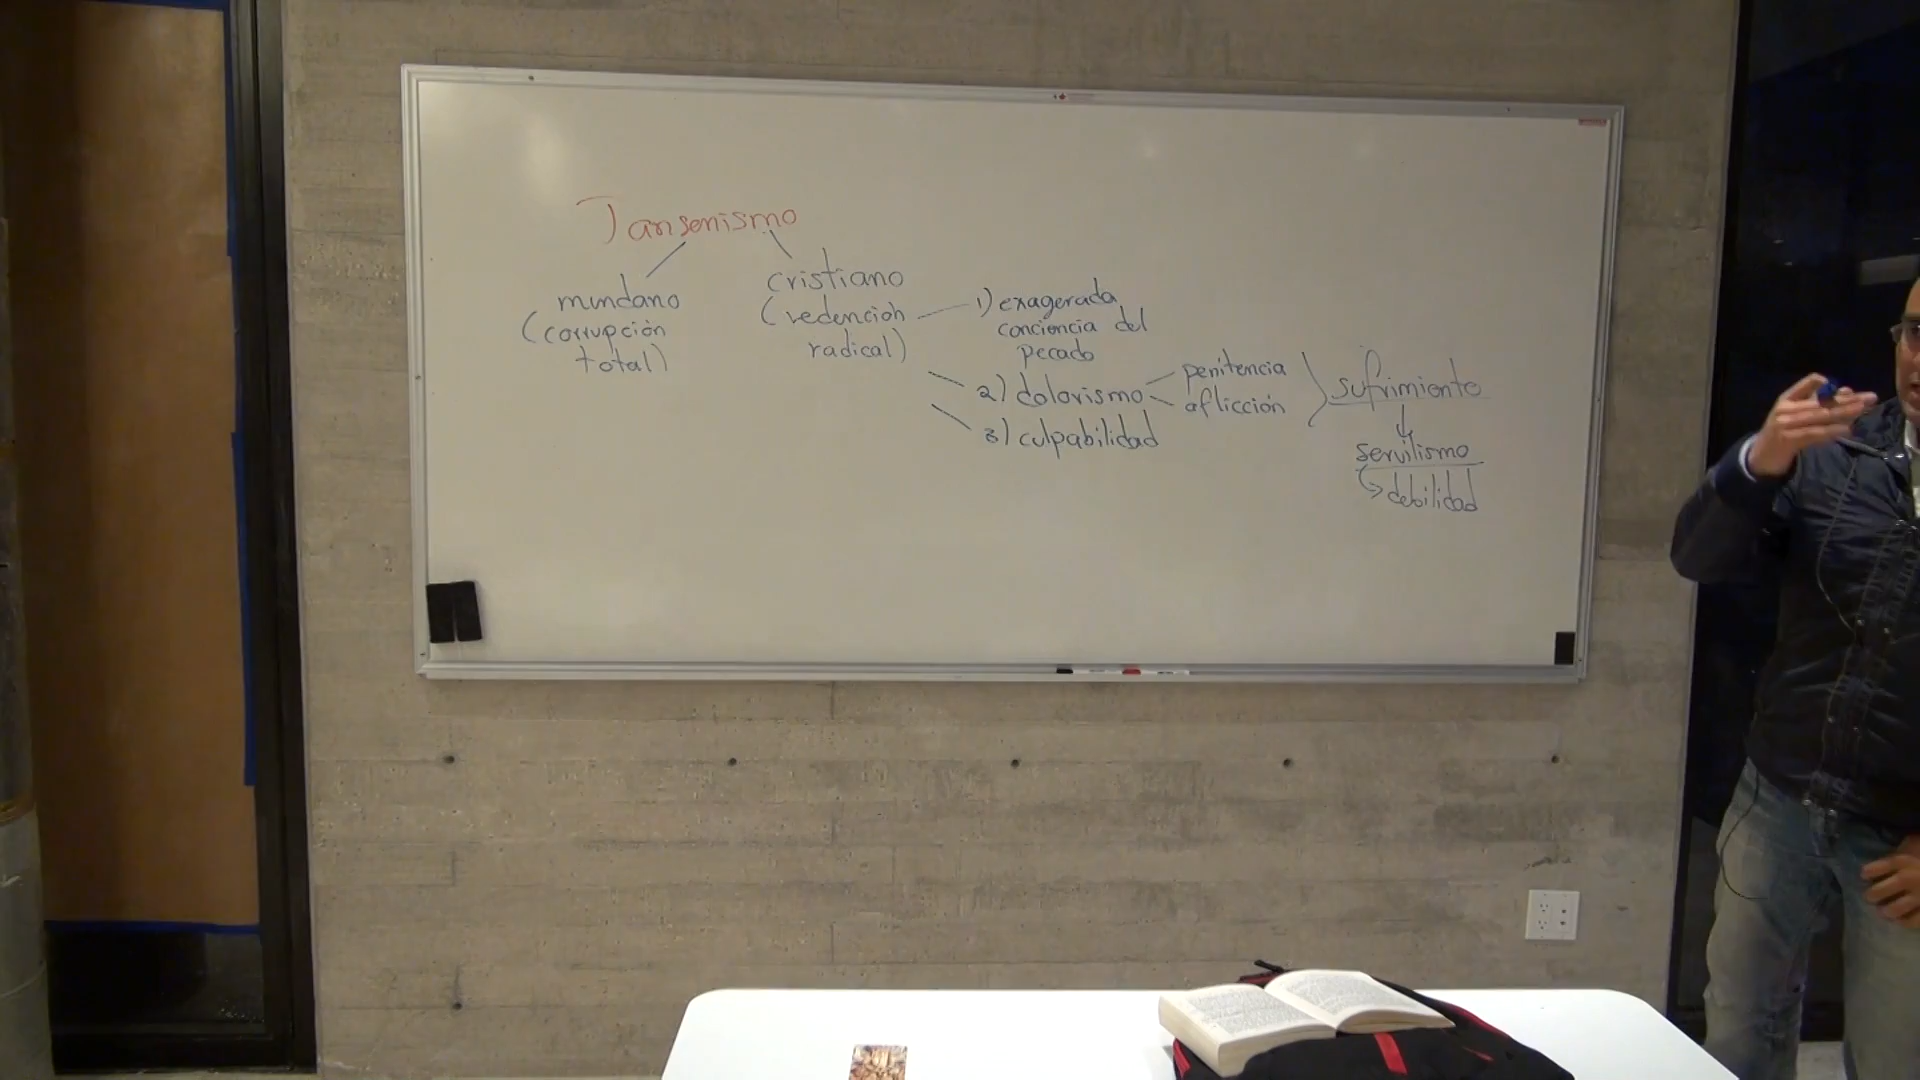 Jansenismo
mundano
(corrupción
total)
cristiano
(redención
radical)
1) exagerada
conciencia del
pecado
2) dolorismo
3) culpabilidad
penitencia
aflicción
sufrimiento
servilismo
debilidad